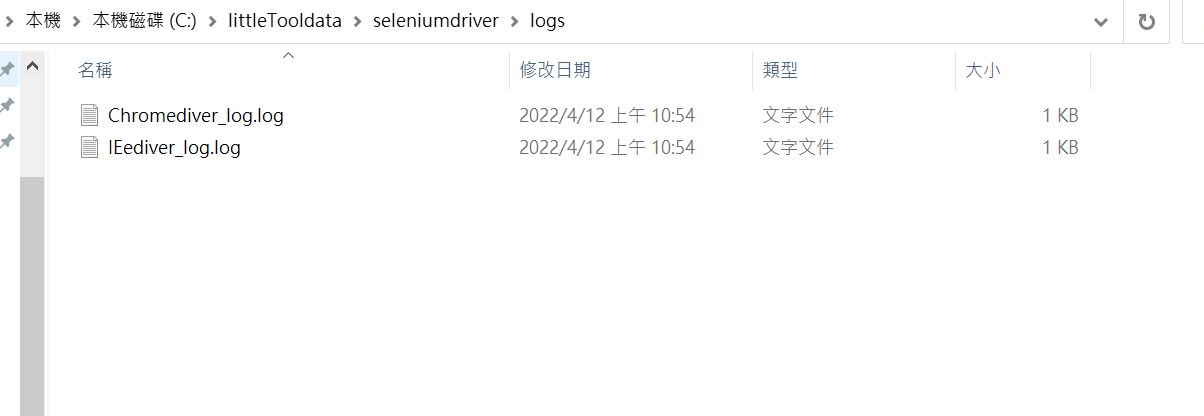 本機 > 本機磁碟 (C:) > littleTooldata > seleniumdriver > logs
名稱 修改日期 類型 大小
Chromediver_log.log 2022/4/12 上午 10:54 文字文件 1 KB
IEediver_log.log 2022/4/12 上午 10:54 文字文件 1 KB